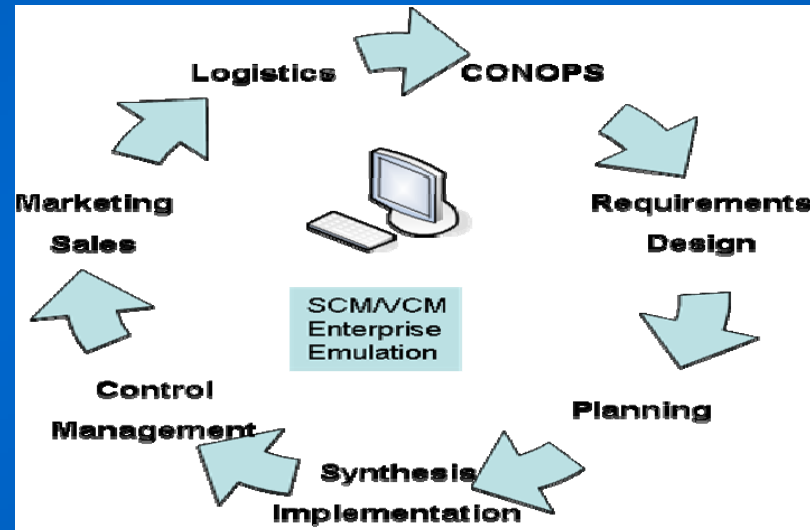 Logistics
CONOPS
Requirements
Design
Planning
Synthesis
Implementation
Control
Management
Marketing
Sales
SCM/VCM
Enterprise
Emulation